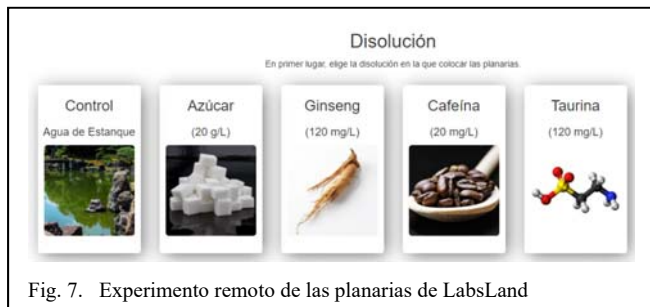 Disolución
En primer lugar, elige la disolución en la que colocar las planarias.
Control
Agua de Estanque
Azúcar
(20 g/L)
Ginseng
(120 mg/L)
Cafeína
(20 mg/L)
Taurina
(120 mg/L)
Fig. 7. Experimento remoto de las planarias de LabsLand